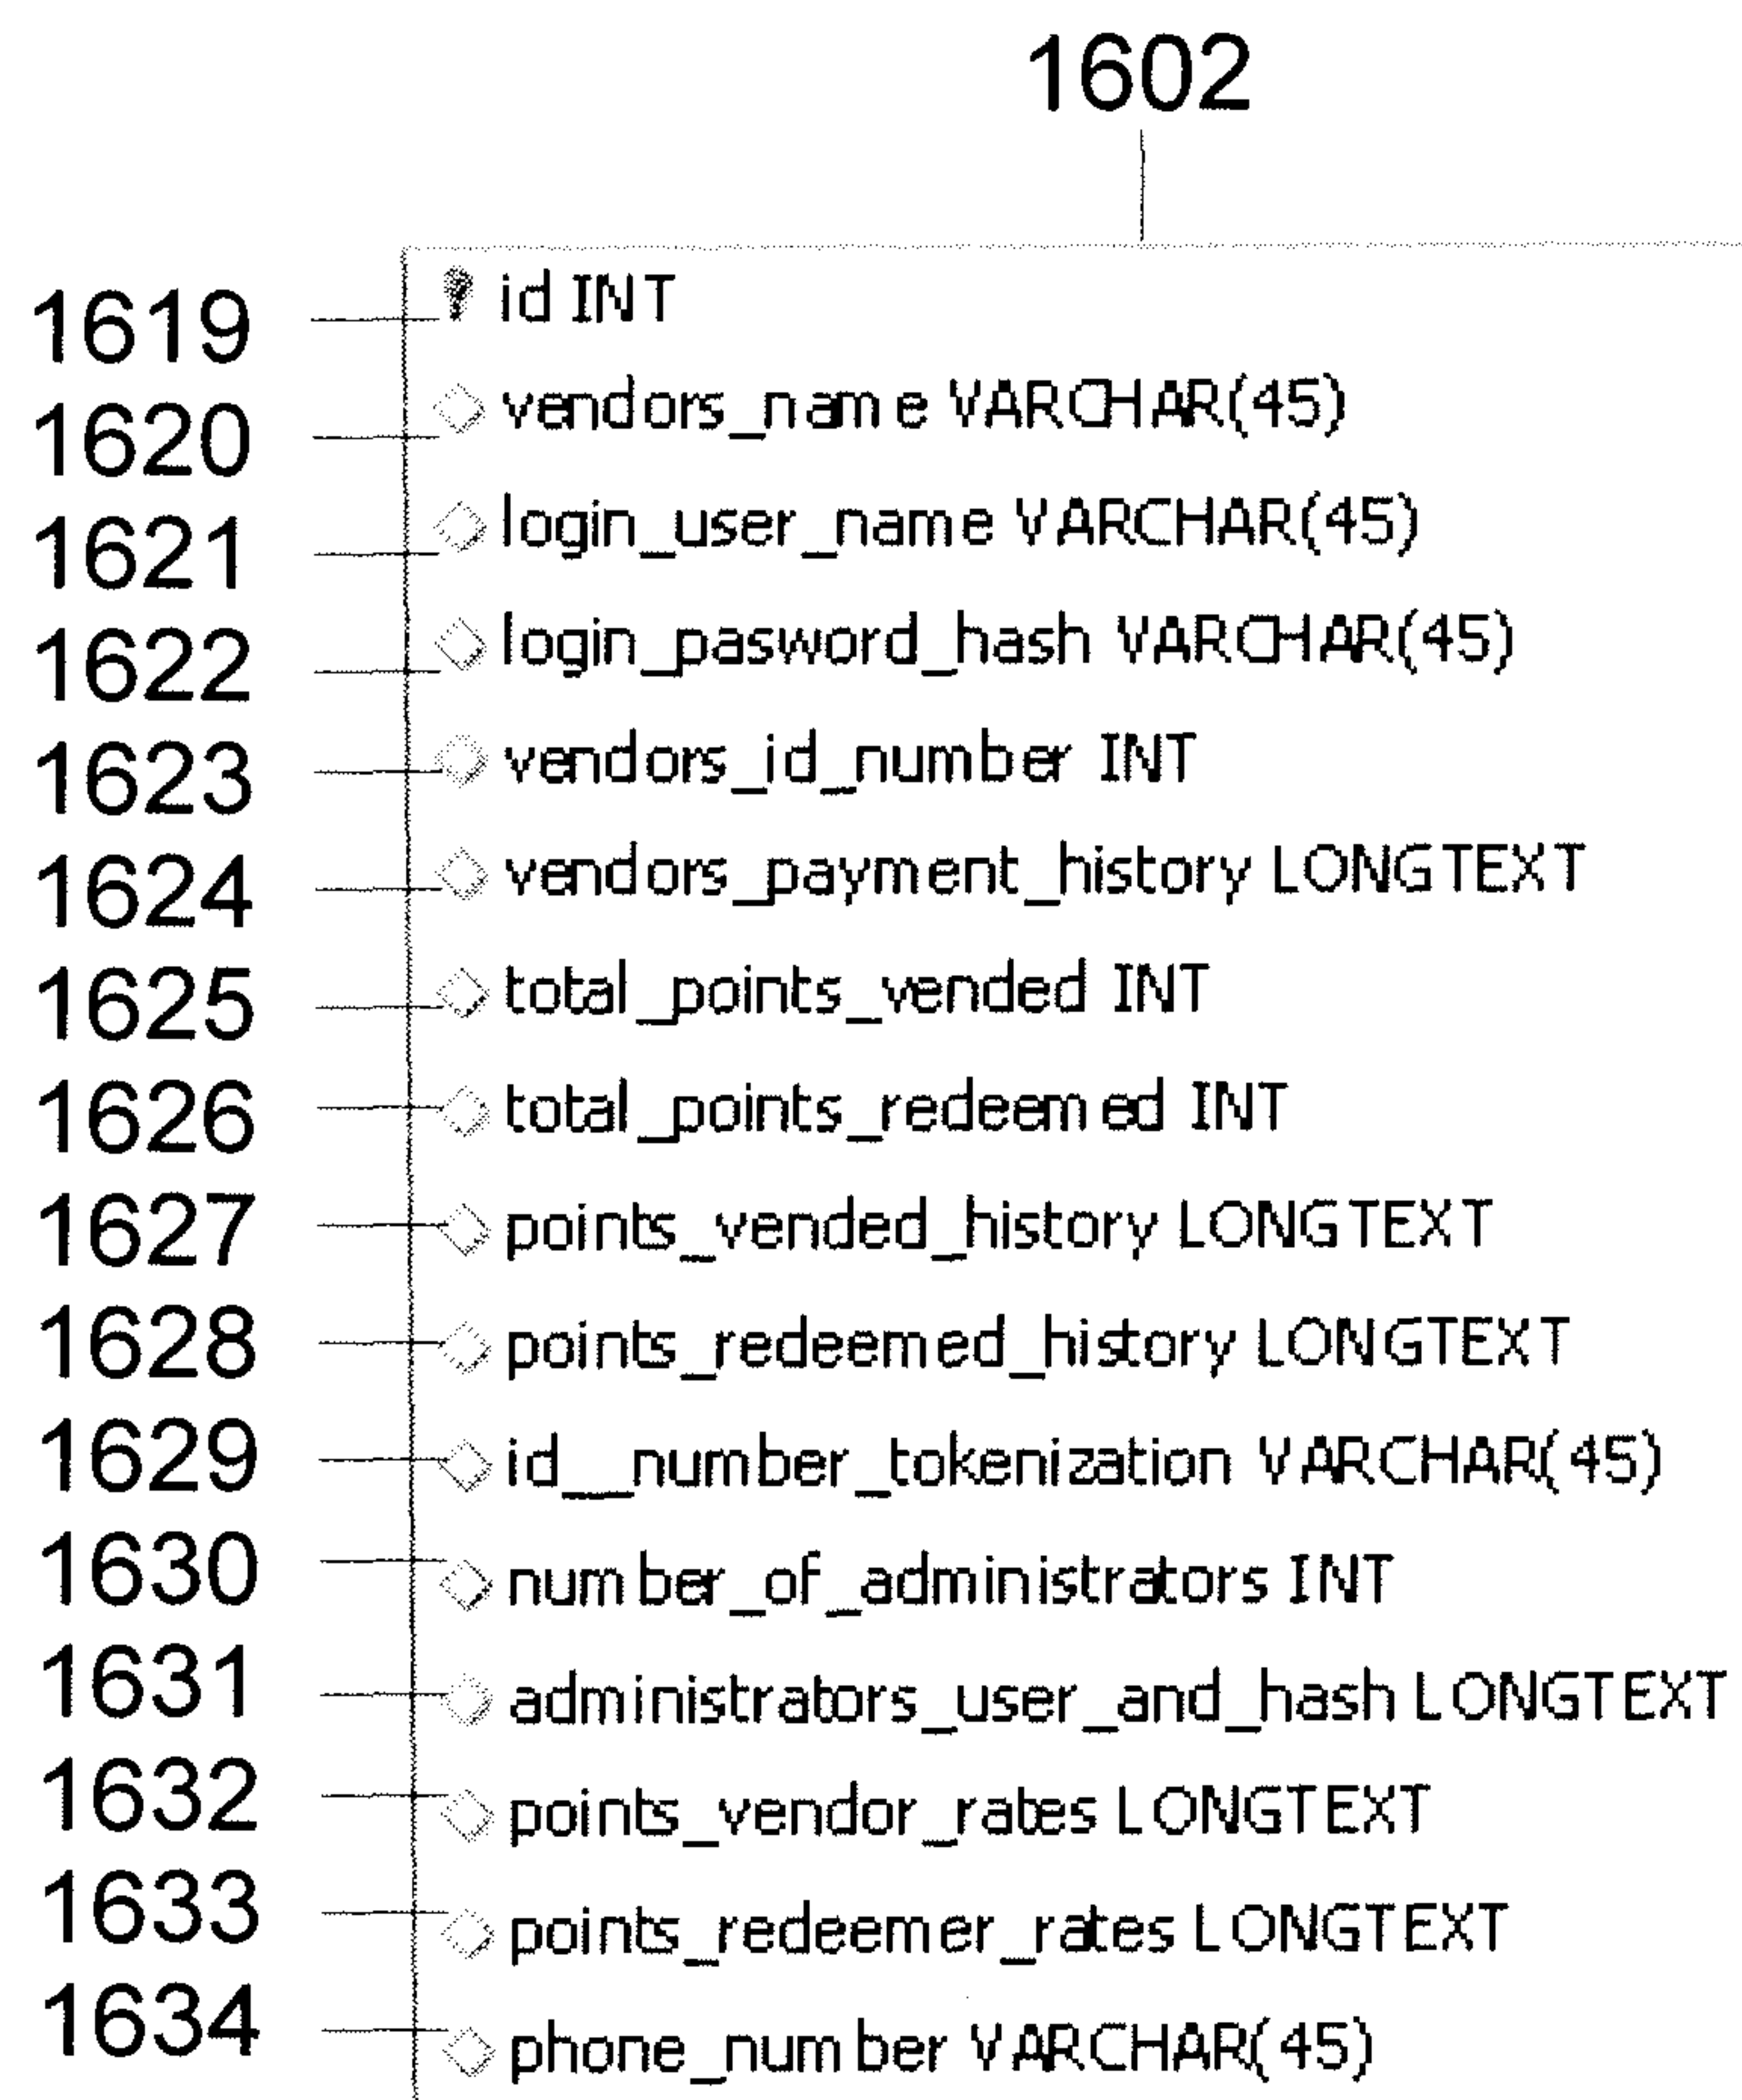 1602
1619 id INT
1620 vendors_name VARCHAR(45)
1621 login_user_name VARCHAR(45)
1622 login_pasword_hash VARCHAR(45)
1623 vendors_id_number INT
1624 vendors_payment_history LONGTEXT
1625 total_points_vended INT
1626 total_points_redeemed INT
1627 points_vended_history LONGTEXT
1628 points_redeemed_history LONGTEXT
1629 id__number_tokenization VARCHAR(45)
1630 number_of_administrators INT
1631 administrators_user_and_hash LONGTEXT
1632 points_vendor_rates LONGTEXT
1633 points_redeemer_rates LONGTEXT
1634 phone_number VARCHAR(45)